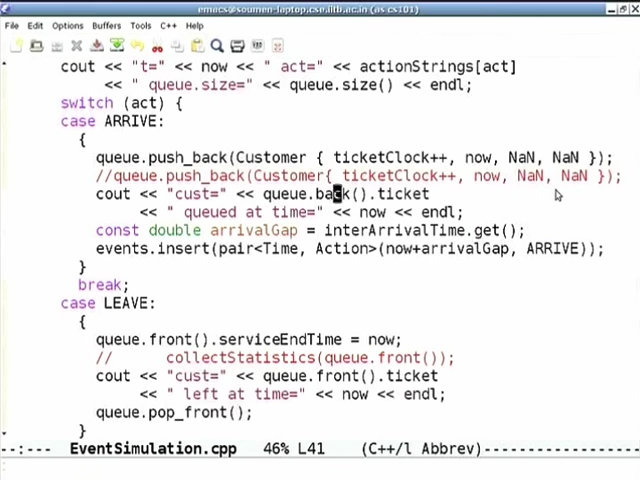 emacs@soumen-laptop.cse.iitb.ac.in (as cs101)
File Edit Options Buffers Tools C++ Help
cout << "t=" << now << " act=" << actionStrings[act]
<< " queue.size=" << queue.size() << endl;
switch (act) {
case ARRIVE:
{
queue.push_back(Customer { ticketClock++, now, NaN, NaN });
//queue.push_back(Customer{ ticketClock++, now, NaN, NaN });
cout << "cust=" << queue.back().ticket
<< " queued at time=" << now << endl;
const double arrivalGap = interArrivalTime.get();
events.insert(pair<Time, Action>(now+arrivalGap, ARRIVE));
}
break;
case LEAVE:
{
queue.front().serviceEndTime = now;
// collectStatistics(queue.front());
cout << "cust=" << queue.front().ticket
<< " left at time=" << now << endl;
queue.pop_front();
}
--:--- EventSimulation.cpp 46% L41 (C++/l Abbrev)-----------------